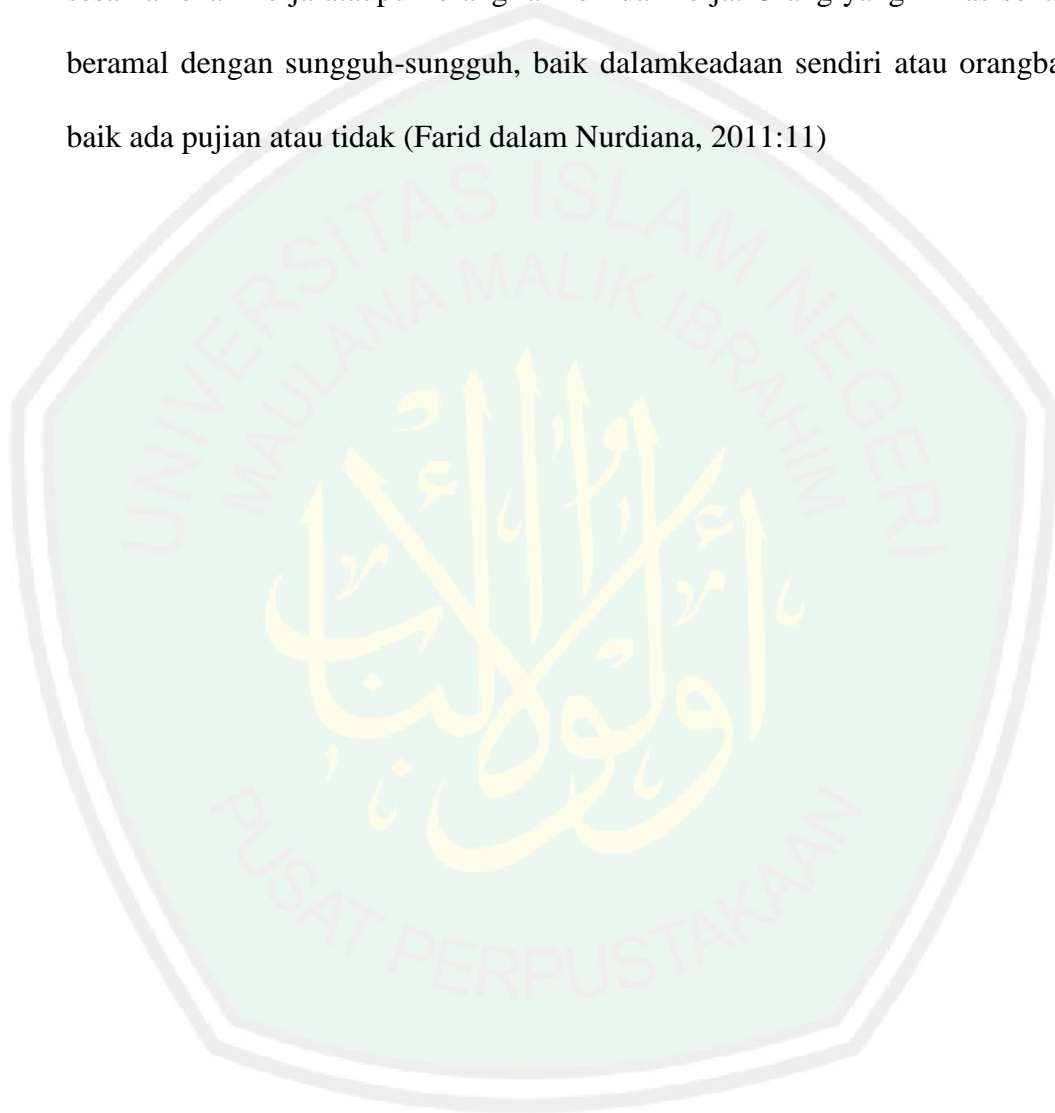 beramal dengan sungguh-sungguh, baik dalamkeadaan sendiri atau orangba
baik ada pujian atau tidak (Farid dalam Nurdiana, 2011:11)
UNIVERSITAS ISLAM NEGERI
MAULANA MALIK IBRAHIM
أولوا الألباب
PUSAT PERPUSTAKAAN